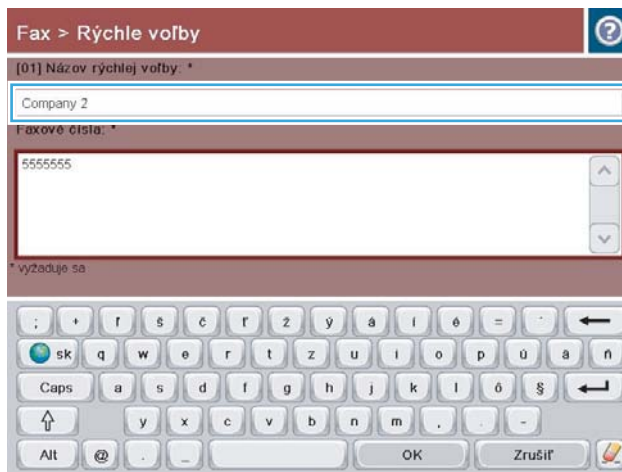 Fax > Rýchle voľby
[01] Názov rýchlej voľby: *
Company 2
Faxové čísla: *
5555555
* vyžaduje sa
; + ľ š č ť ž ý á í é = ´
sk q w e r t z u i o p ú ä ň
Caps a s d f g h j k l ô §
y x c v b n m , . -
Alt @ . _ OK Zrušiť